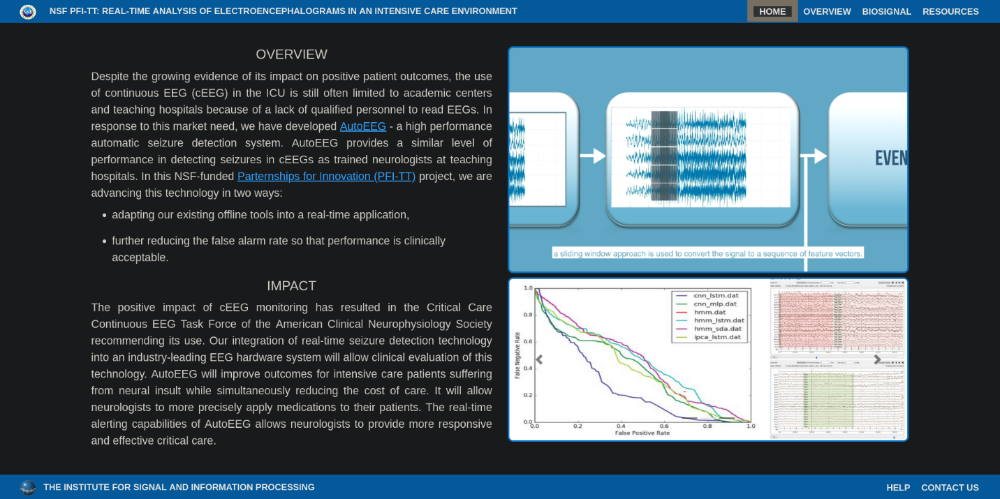 NSF PFI-TT: REAL-TIME ANALYSIS OF ELECTROENCEPHALOGRAMS IN AN INTENSIVE CARE ENVIRONMENT
HOME OVERVIEW BIOSIGNAL RESOURCES
OVERVIEW
Despite the growing evidence of its impact on positive patient outcomes, the use
of continuous EEG (cEEG) in the ICU is still often limited to academic centers
and teaching hospitals because of a lack of qualified personnel to read EEGs. In
response to this market need, we have developed AutoEEG - a high performance
automatic seizure detection system. AutoEEG provides a similar level of
performance in detecting seizures in cEEGs as trained neurologists at teaching
hospitals. In this NSF-funded Parternships for Innovation (PFI-TT) project, we are
advancing this technology in two ways:
• adapting our existing offline tools into a real-time application,
• further reducing the false alarm rate so that performance is clinically
acceptable.
IMPACT
The positive impact of cEEG monitoring has resulted in the Critical Care
Continuous EEG Task Force of the American Clinical Neurophysiology Society
recommending its use. Our integration of real-time seizure detection technology
into an industry-leading EEG hardware system will allow clinical evaluation of this
technology. AutoEEG will improve outcomes for intensive care patients suffering
from neural insult while simultaneously reducing the cost of care. It will allow
neurologists to more precisely apply medications to their patients. The real-time
alerting capabilities of AutoEEG allows neurologists to provide more responsive
and effective critical care.
EVEN
a sliding window approach is used to convert the signal to a sequence of feature vectors.
1.0
0.8
0.6
0.4
0.2
0.0
False Negative Rate
cnn_lstm.dat
cnn_mlp.dat
hmm.dat
hmm_lstm.dat
hmm_sda.dat
ipca_lstm.dat
0.0 0.2 0.4 0.6 0.8 1.0
False Positive Rate
THE INSTITUTE FOR SIGNAL AND INFORMATION PROCESSING
HELP CONTACT US